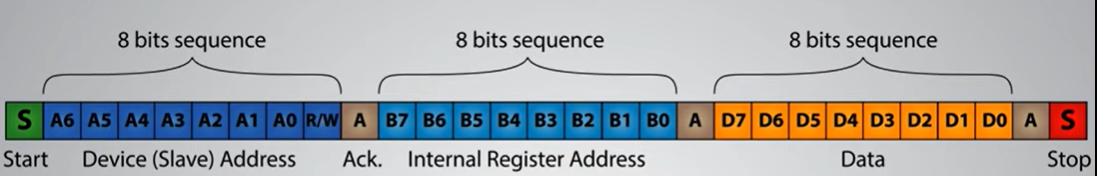 8 bits sequence 8 bits sequence 8 bits sequence
S A6 A5 A4 A3 A2 A1 A0 R/W A B7 B6 B5 B4 B3 B2 B1 B0 A D7 D6 D5 D4 D3 D2 D1 D0 A S
Start Device (Slave) Address Ack. Internal Register Address Data Stop